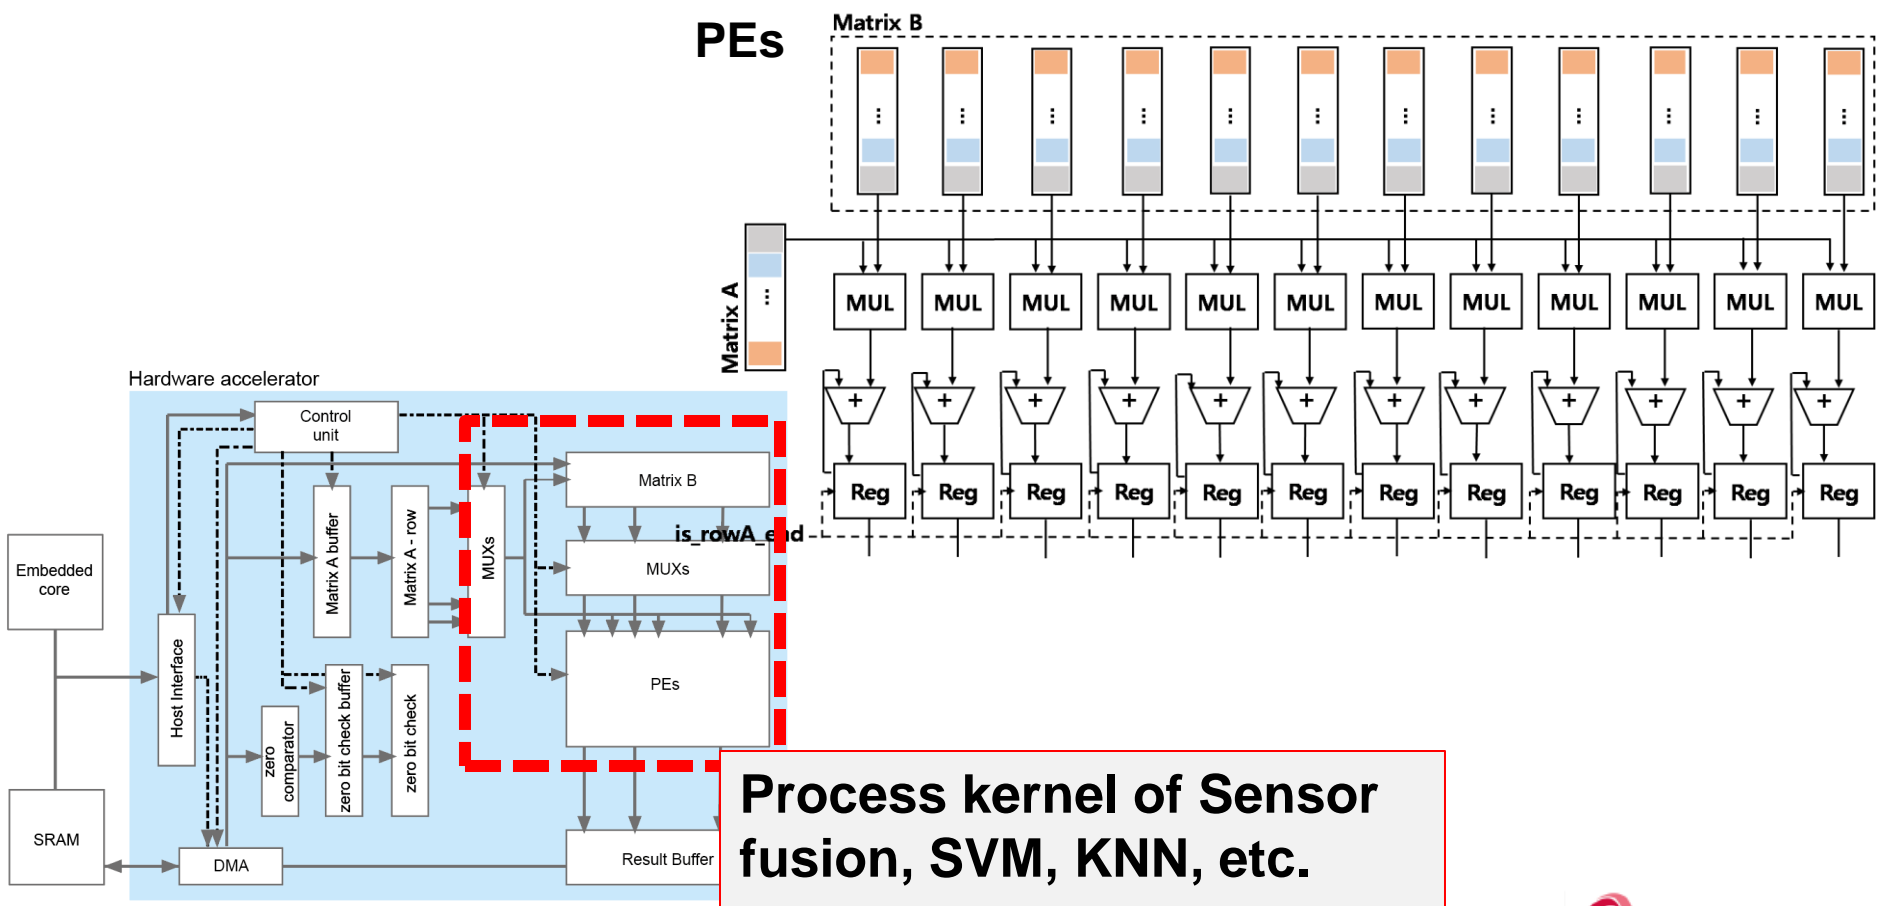 PEs
Matrix B
Matrix A
MUL MUL MUL MUL MUL MUL MUL MUL MUL MUL MUL MUL
+ + + + + + + + + + + +
Reg Reg Reg Reg Reg Reg Reg Reg Reg Reg Reg Reg
is_rowA_end
Hardware accelerator
Control
unit
Matrix B
MUXs
PEs
Result Buffer
Matrix A buffer
Matrix A - row
MUXs
Embedded
core
Host Interface
zero
comparator
zero bit check buffer
zero bit check
SRAM
DMA
Process kernel of Sensor
fusion, SVM, KNN, etc.